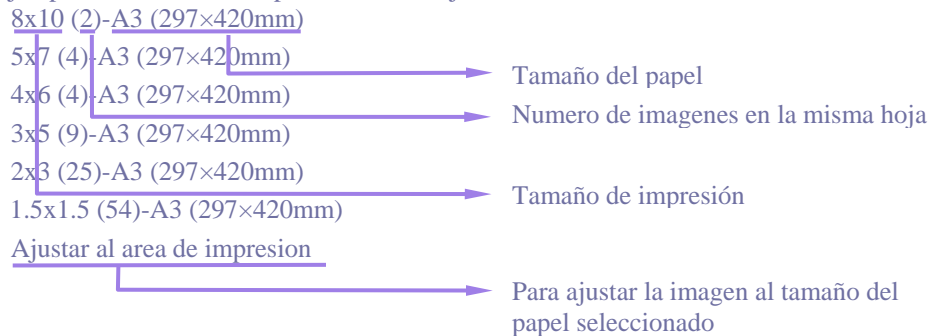 8x10 (2)-A3 (297×420mm)
5x7 (4)-A3 (297×420mm)
4x6 (4)-A3 (297×420mm)
3x5 (9)-A3 (297×420mm)
2x3 (25)-A3 (297×420mm)
1.5x1.5 (54)-A3 (297×420mm)
Ajustar al area de impresion
Tamaño del papel
Numero de imagenes en la misma hoja
Tamaño de impresión
Para ajustar la imagen al tamaño del
papel seleccionado